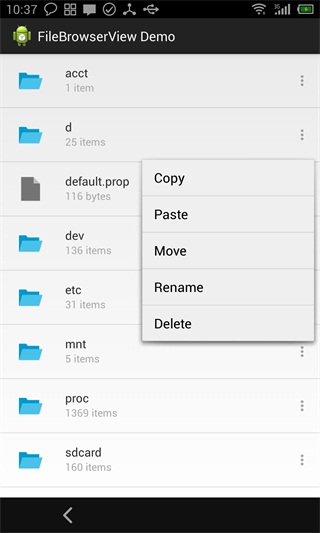 10:37
3G
FileBrowserView Demo
acct
1 item
d
25 items
default.prop
116 bytes
dev
136 items
etc
31 items
mnt
5 items
proc
1369 items
sdcard
160 items
Copy
Paste
Move
Rename
Delete